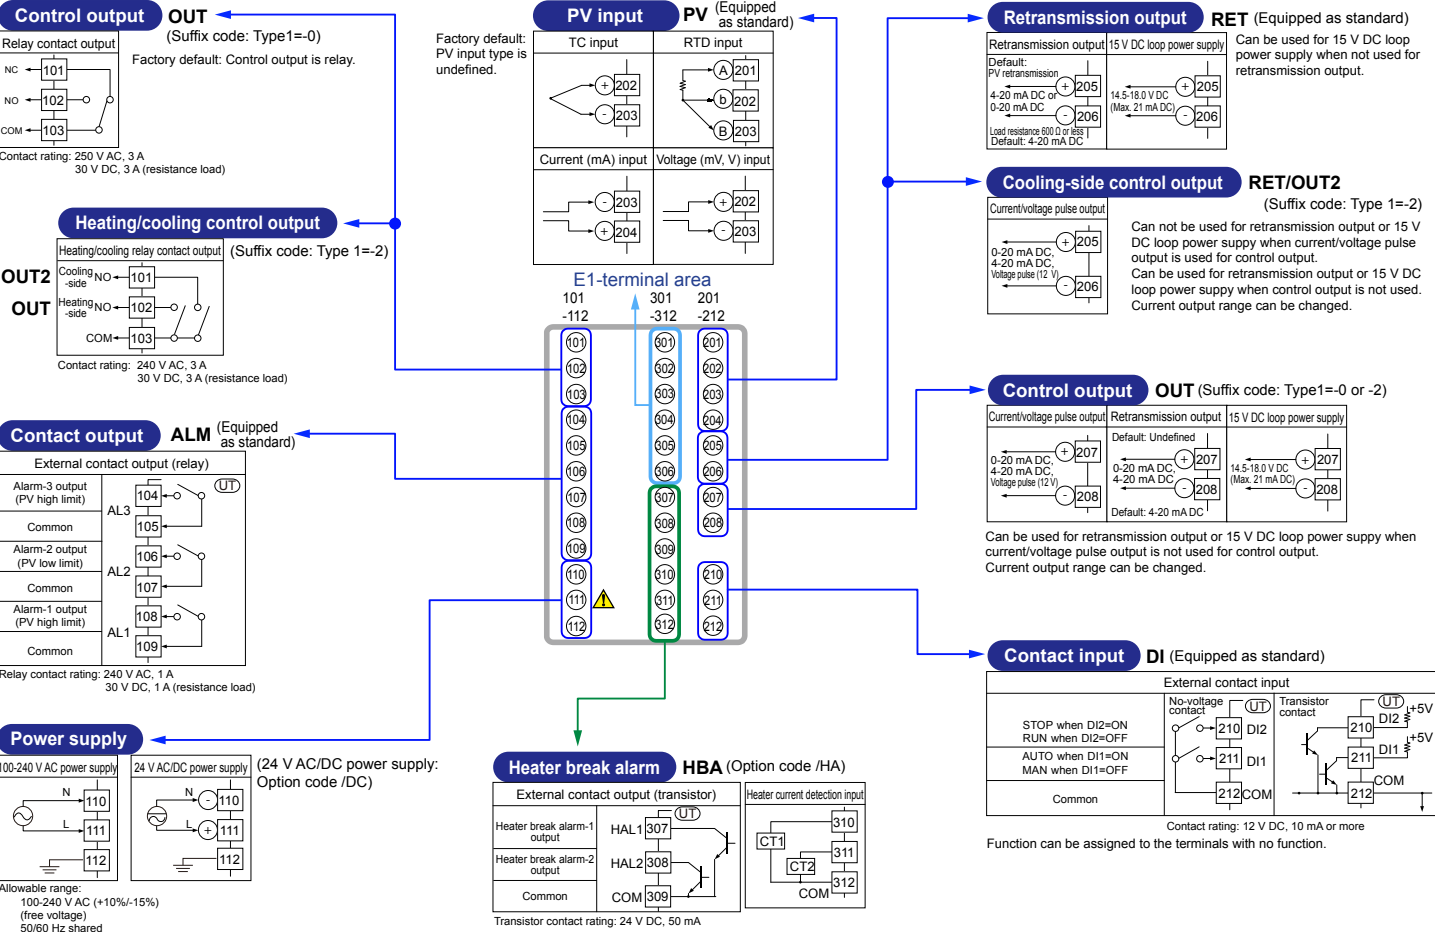 Control output OUT
(Suffix code: Type1=-0)
Relay contact output
Factory default: Control output is relay.
NC 101
NO 102
COM 103
Contact rating: 250 V AC, 3 A
30 V DC, 3 A (resistance load)
Heating/cooling control output
(Suffix code: Type 1=-2)
Heating/cooling relay contact output
OUT2 Cooling -side NO 101
OUT Heating -side NO 102
COM 103
Contact rating: 240 V AC, 3 A
30 V DC, 3 A (resistance load)
Contact output ALM (Equipped as standard)
External contact output (relay)
UT
Alarm-3 output
(PV high limit)
AL3
104
Common
105
Alarm-2 output
(PV low limit)
AL2
106
Common
107
Alarm-1 output
(PV high limit)
AL1
108
Common
109
Relay contact rating: 240 V AC, 1 A
30 V DC, 1 A (resistance load)
Power supply
100-240 V AC power supply
N 110
L 111
112
24 V AC/DC power supply
N - 110
L + 111
112
(24 V AC/DC power supply:
Option code /DC)
Allowable range:
100-240 V AC (+10%/-15%)
(free voltage)
50/60 Hz shared
PV input PV (Equipped as standard)
Factory default:
PV input type is
undefined.
TC input
+ 202
- 203
RTD input
A 201
b 202
B 203
Current (mA) input
- 203
+ 204
Voltage (mV, V) input
+ 202
- 203
E1-terminal area
101 301 201
-112 -312 -212
101 301 201
102 302 202
103 303 203
104 304 204
105 305 205
106 306 206
107 307 207
108 308 208
109 309
110 310 210
111 311 211
112 312 212
Heater break alarm HBA (Option code /HA)
External contact output (transistor)
UT
Heater break alarm-1
output
HAL1 307
Heater break alarm-2
output
HAL2 308
Common
COM 309
Transistor contact rating: 24 V DC, 50 mA
Heater current detection input
310
CT1
311
CT2
312
COM
Retransmission output RET (Equipped as standard)
Retransmission output
Default:
PV retransmission
4-20 mA DC or
0-20 mA DC
+ 205
- 206
Load resistance 600 Ω or less
Default: 4-20 mA DC
15 V DC loop power supply
14.5-18.0 V DC
(Max. 21 mA DC)
+ 205
- 206
Can be used for 15 V DC loop
power supply when not used for
retransmission output.
Cooling-side control output RET/OUT2
(Suffix code: Type 1=-2)
Current/voltage pulse output
0-20 mA DC,
4-20 mA DC,
Voltage pulse (12 V)
+ 205
- 206
Can not be used for retransmission output or 15 V
DC loop power suppy when current/voltage pulse
output is used for control output.
Can be used for retransmission output or 15 V DC
loop power suppy when control output is not used.
Current output range can be changed.
Control output OUT (Suffix code: Type1=-0 or -2)
Current/voltage pulse output
0-20 mA DC,
4-20 mA DC,
Voltage pulse (12 V)
+ 207
- 208
Retransmission output
Default: Undefined
0-20 mA DC,
4-20 mA DC
+ 207
- 208
Default: 4-20 mA DC
15 V DC loop power supply
14.5-18.0 V DC
(Max. 21 mA DC)
+ 207
- 208
Can be used for retransmission output or 15 V DC loop power suppy when
current/voltage pulse output is not used for control output.
Current output range can be changed.
Contact input DI (Equipped as standard)
External contact input
STOP when DI2=ON
RUN when DI2=OFF
AUTO when DI1=ON
MAN when DI1=OFF
Common
No-voltage
contact
UT
210 DI2
211 DI1
212 COM
Transistor
contact
UT
+5V
210 DI2
+5V
211 DI1
COM
212
Contact rating: 12 V DC, 10 mA or more
Function can be assigned to the terminals with no function.